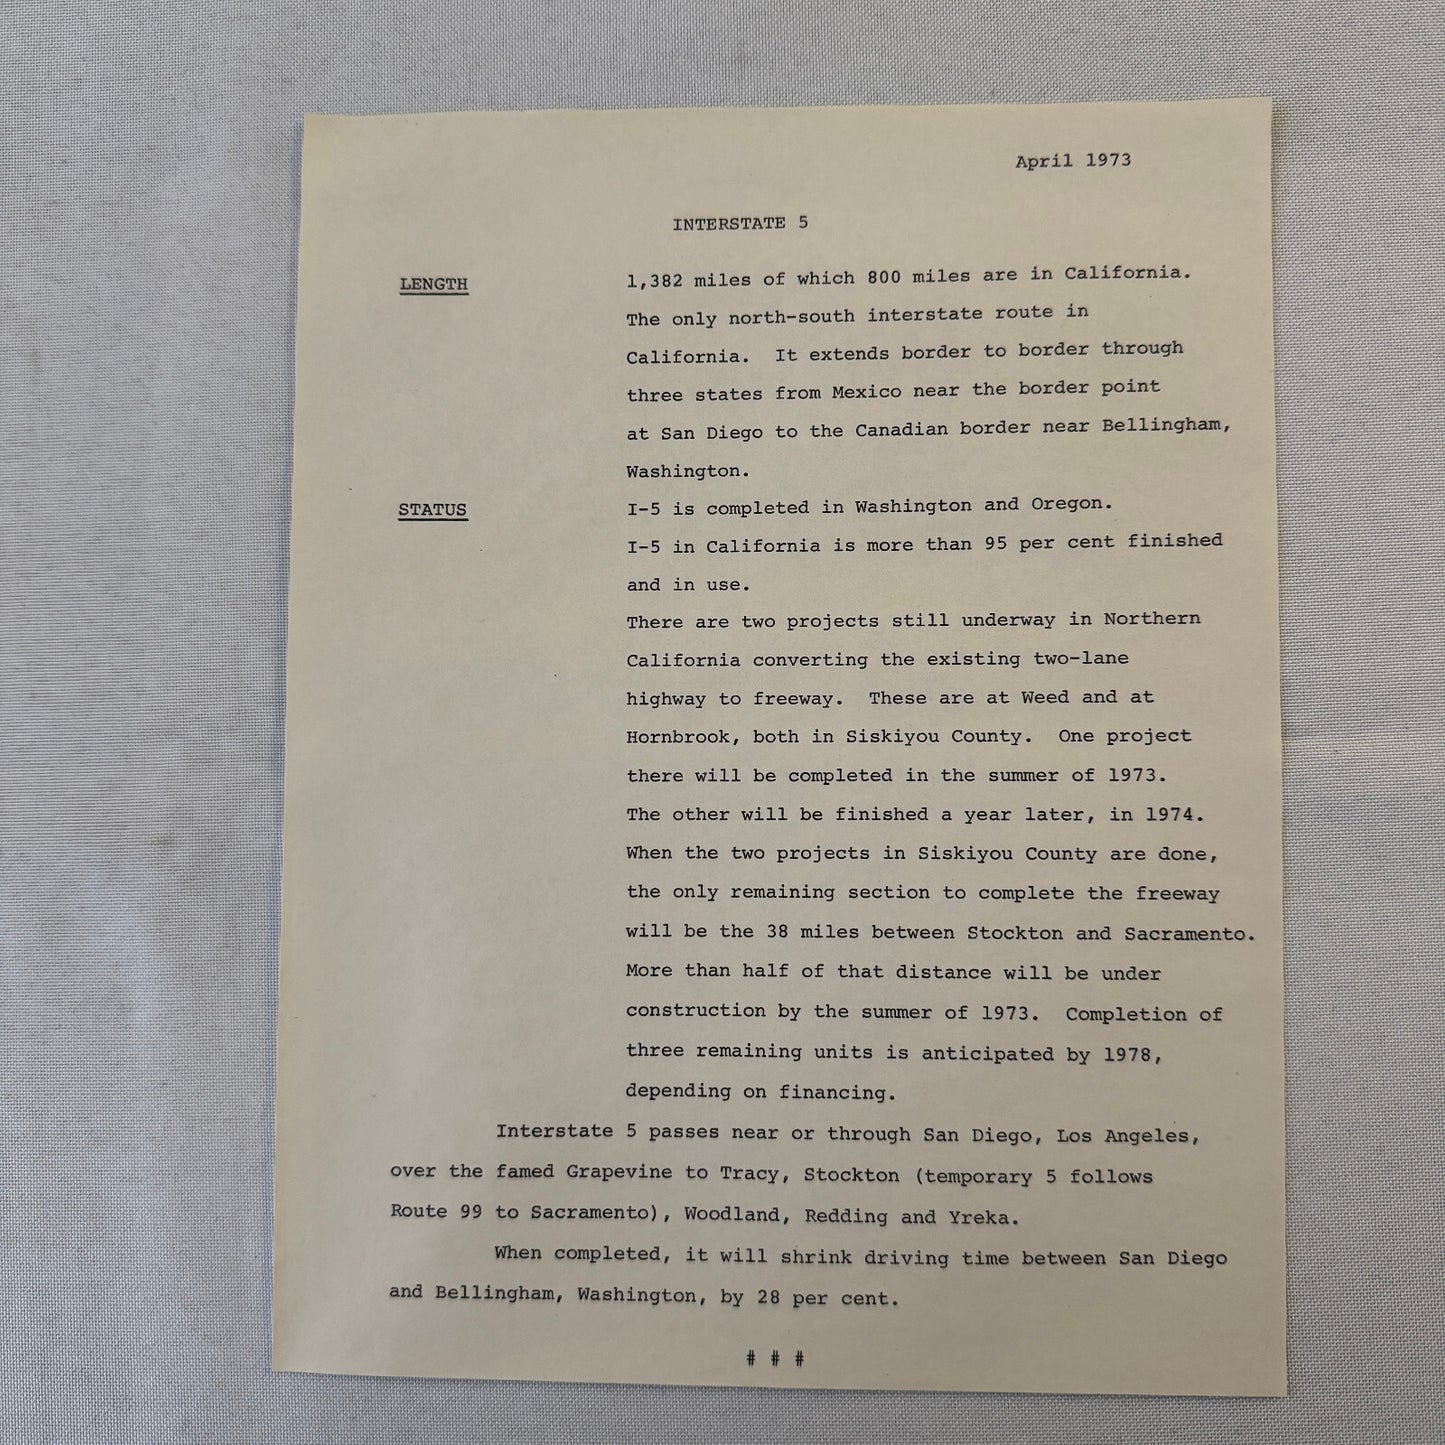 April 1973
INTERSTATE 5
LENGTH 1,382 miles of which 800 miles are in California.
The only north-south interstate route in
California. It extends border to border through
three states from Mexico near the border point
at San Diego to the Canadian border near Bellingham,
Washington.
STATUS I-5 is completed in Washington and Oregon.
I-5 in California is more than 95 per cent finished
and in use.
There are two projects still underway in Northern
California converting the existing two-lane
highway to freeway. These are at Weed and at
Hornbrook, both in Siskiyou County. One project
there will be completed in the summer of 1973.
The other will be finished a year later, in 1974.
When the two projects in Siskiyou County are done,
the only remaining section to complete the freeway
will be the 38 miles between Stockton and Sacramento.
More than half of that distance will be under
construction by the summer of 1973. Completion of
three remaining units is anticipated by 1978,
depending on financing.
Interstate 5 passes near or through San Diego, Los Angeles,
over the famed Grapevine to Tracy, Stockton (temporary 5 follows
Route 99 to Sacramento), Woodland, Redding and Yreka.
When completed, it will shrink driving time between San Diego
and Bellingham, Washington, by 28 per cent.
# # #